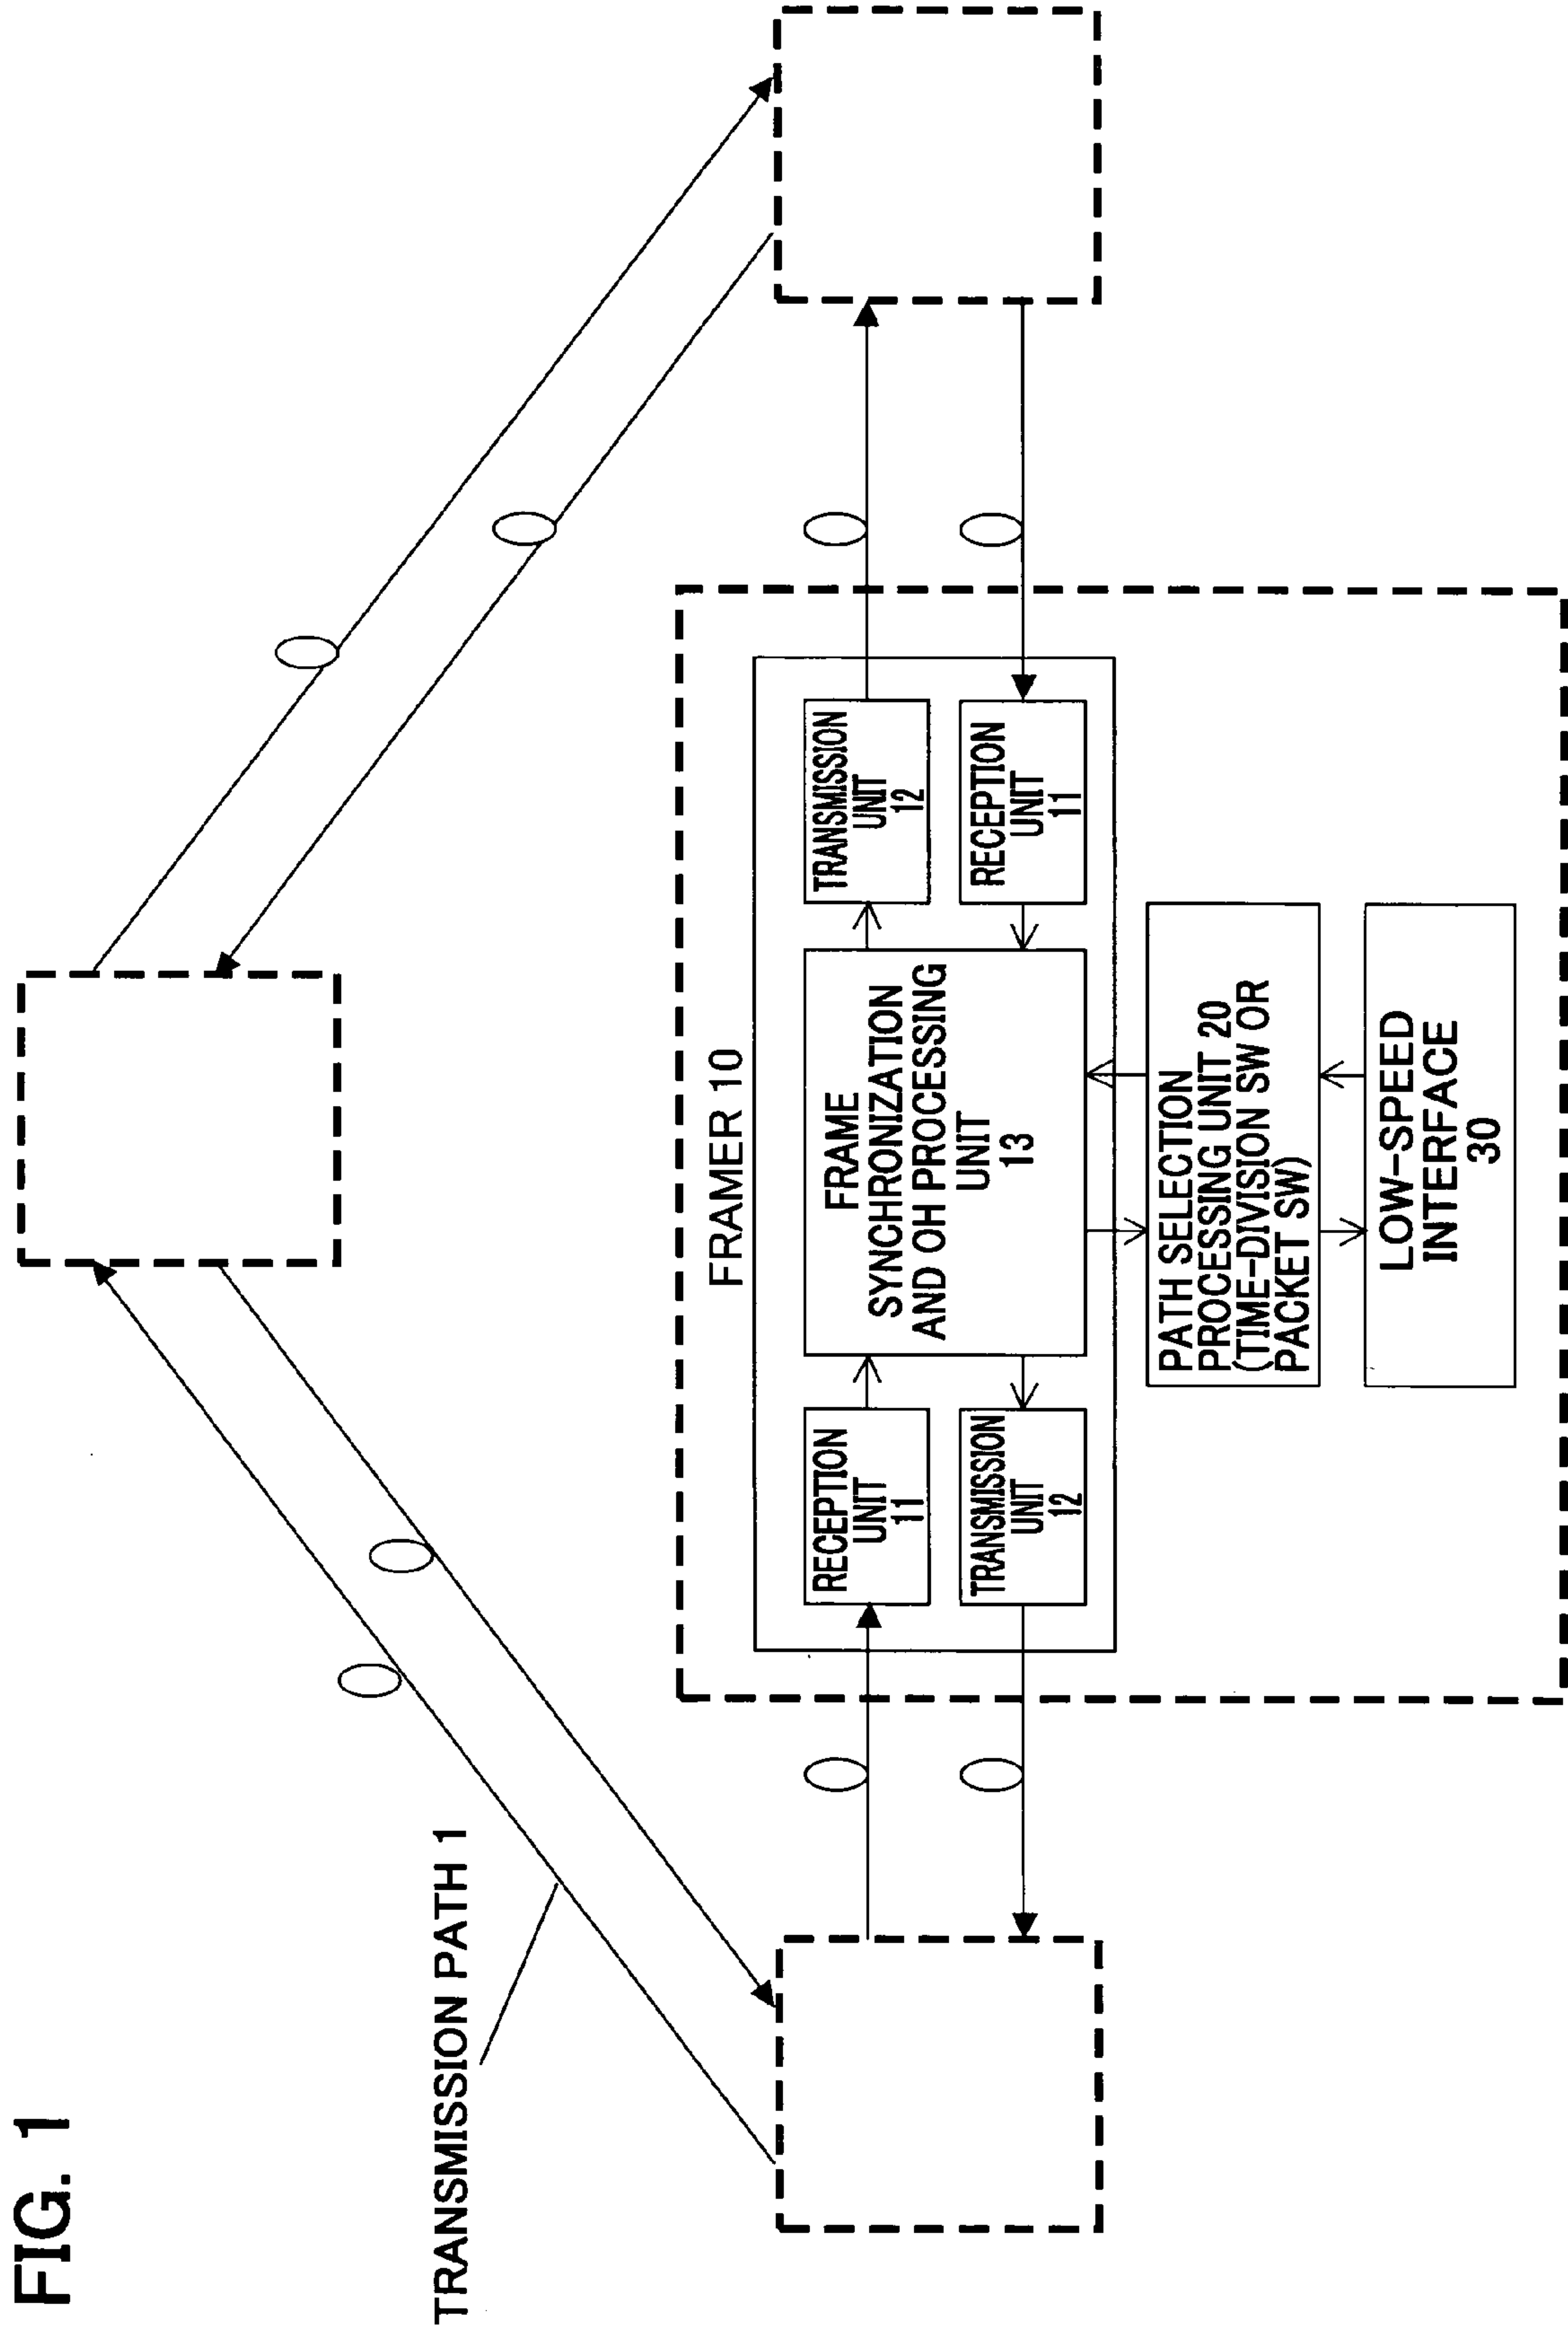 FIG. 1
TRANSMISSION PATH 1
FRAMER 10
RECEPTION
UNIT
11
FRAME
SYNCHRONIZATION
AND OH PROCESSING
UNIT
13
TRANSMISSION
UNIT
12
TRANSMISSION
UNIT
12
RECEPTION
UNIT
11
PATH SELECTION
PROCESSING UNIT 20
(TIME-DIVISION SW OR
PACKET SW)
LOW-SPEED
INTERFACE
30